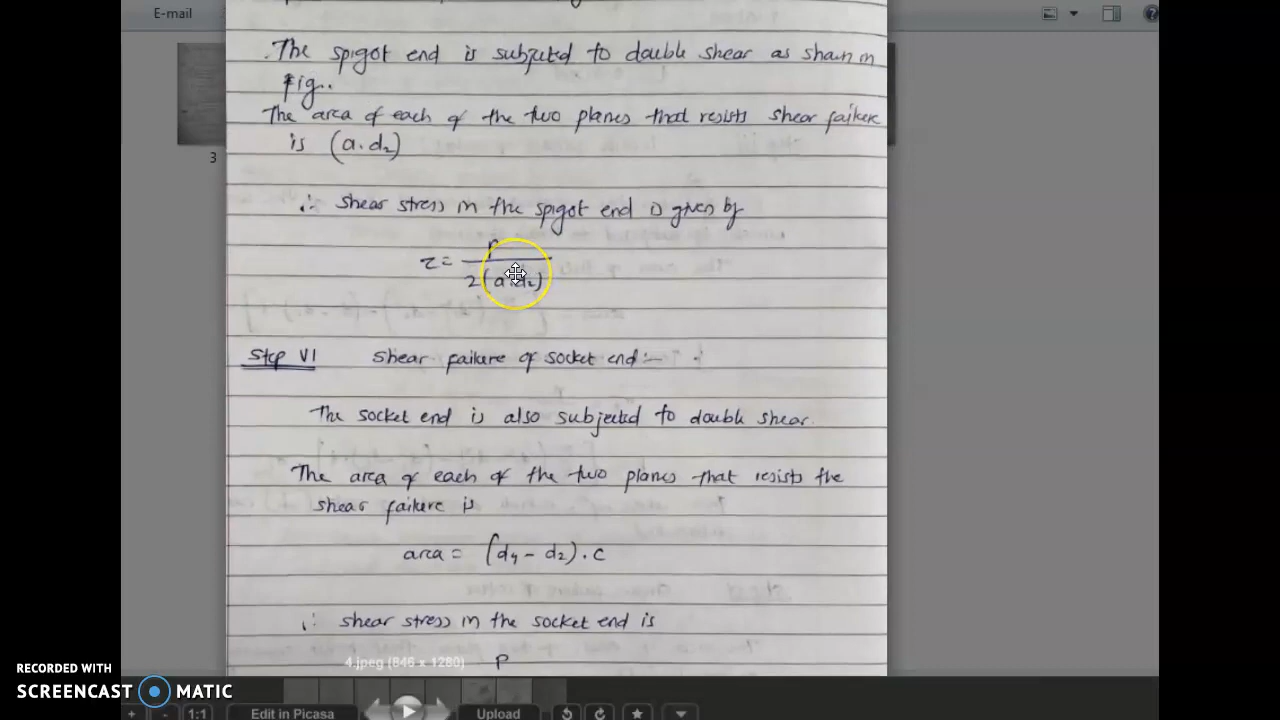 E-mail
3
.The spigot end is subjected to double shear as shown in
fig..
The area of each of the two planes that resists shear failure
is (a.d₂)
∴ shear stress in the spigot end is given by
τ = P / 2(a.d₂)
Step VI Shear failure of socket end:-
The socket end is also subjected to double shear.
The area of each of the two planes that resists the
shear failure is
area = (d₄ - d₂).c
∴ shear stress in the socket end is
P
4.jpeg (846 x 1280)
RECORDED WITH
SCREENCAST MATIC
1:1
Edit in Picasa
Upload